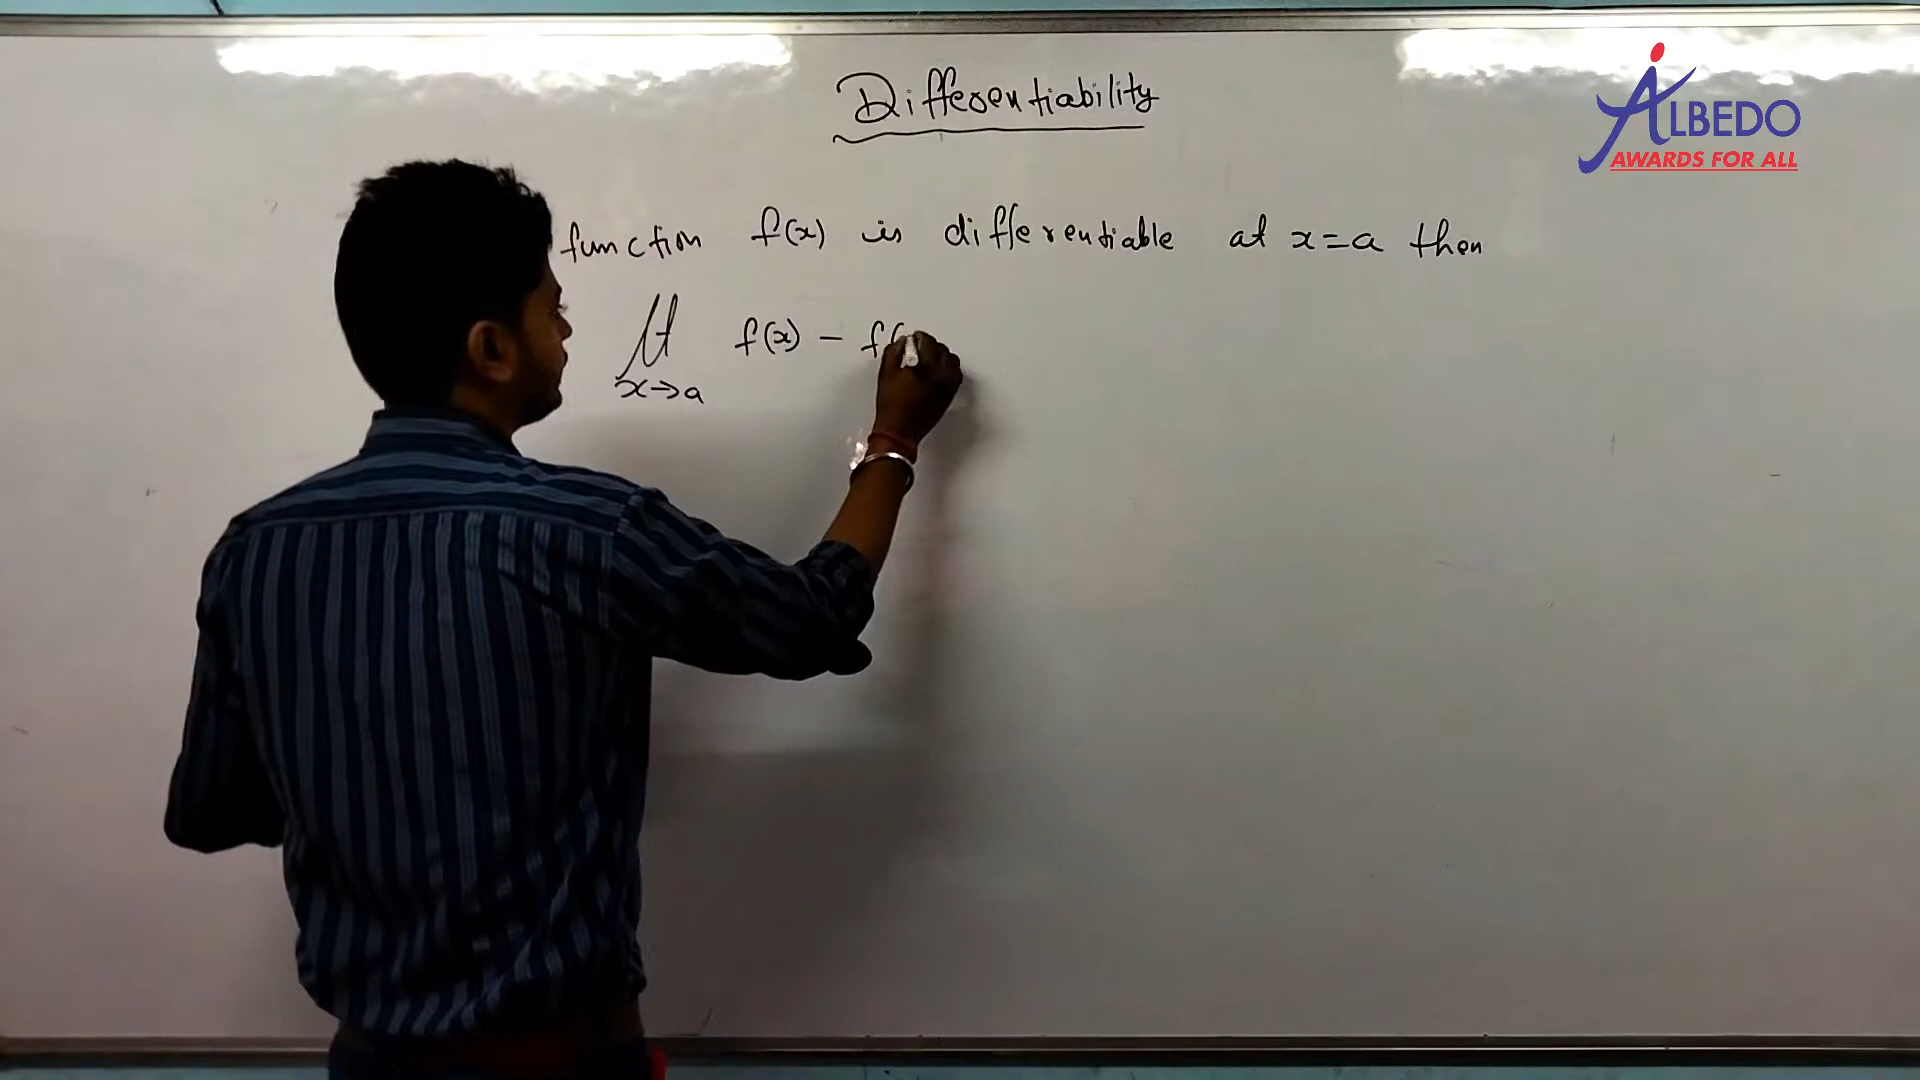 Differentiability
ALBEDO
AWARDS FOR ALL
function f(x) is differentiable at x=a then
lt f(x) - f(
x→a